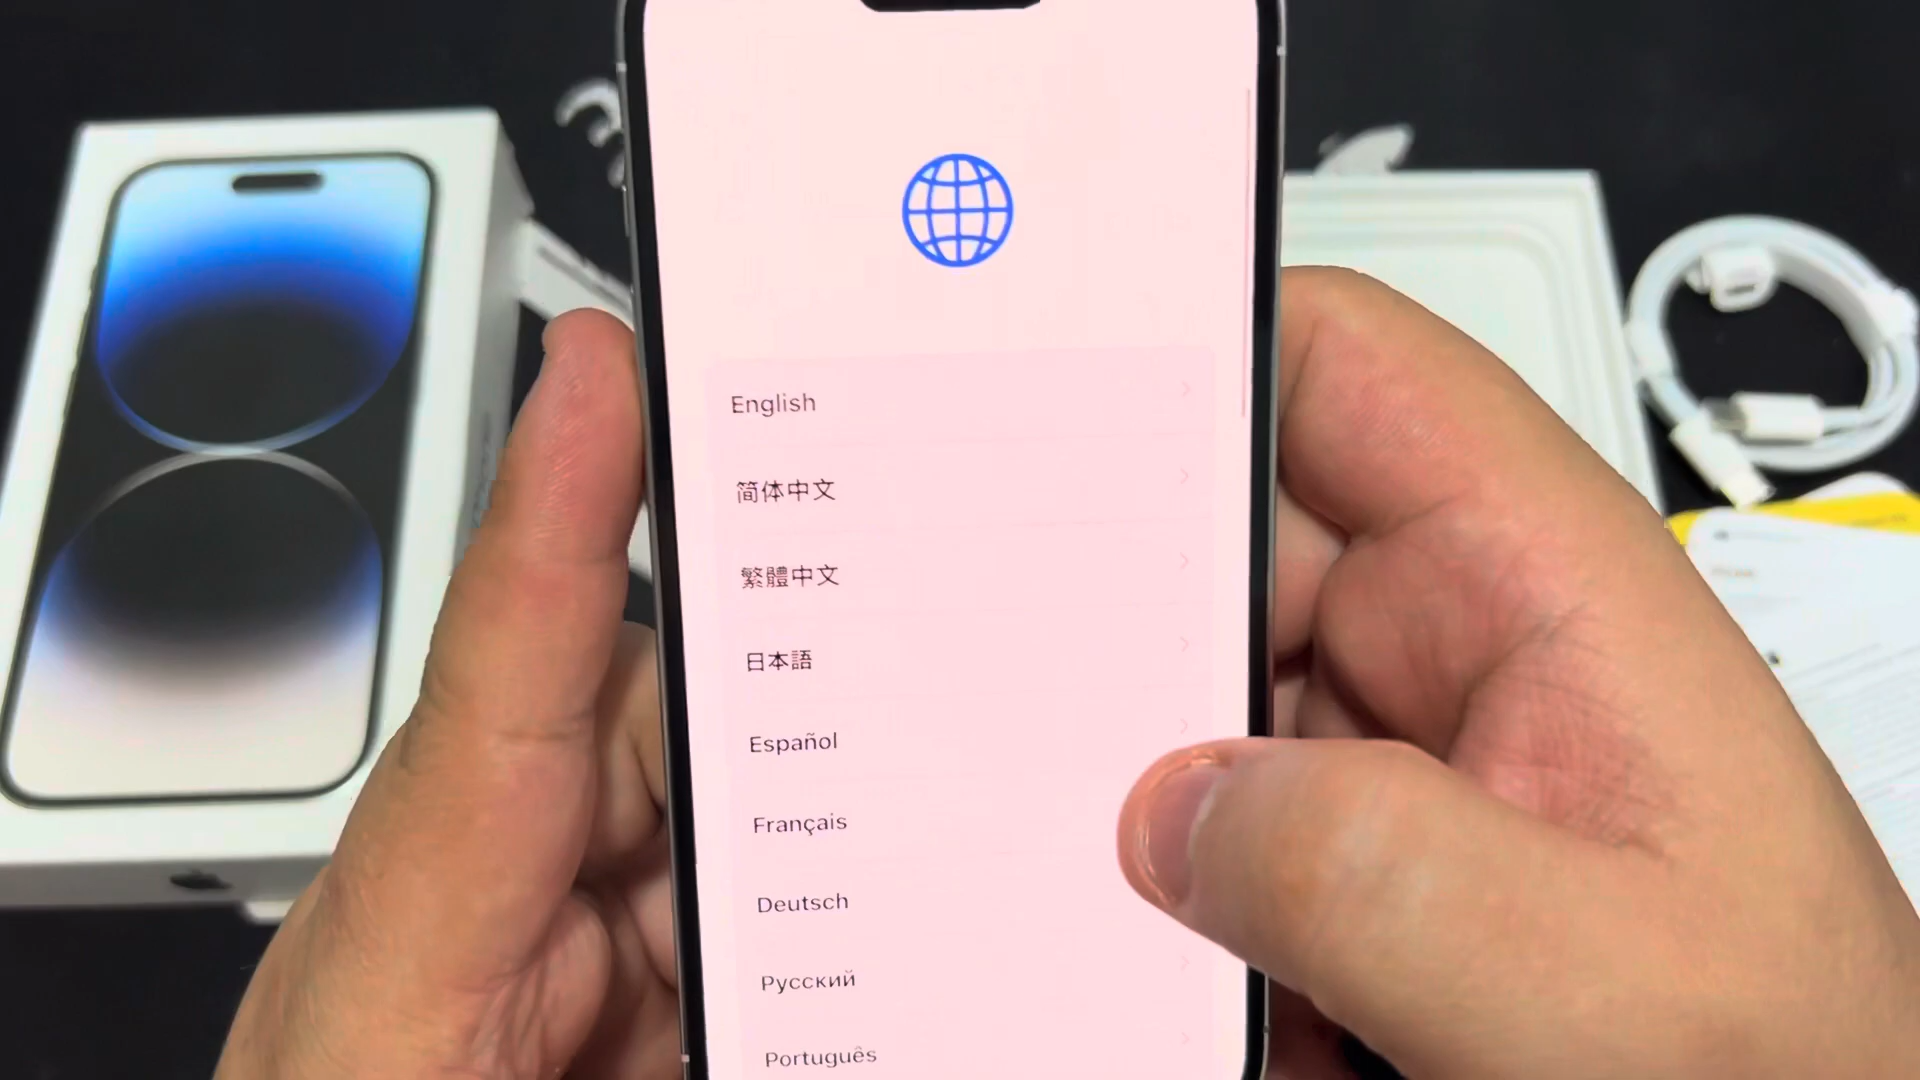 English
简体中文
繁體中文
日本語
Español
Français
Deutsch
Русский
Português